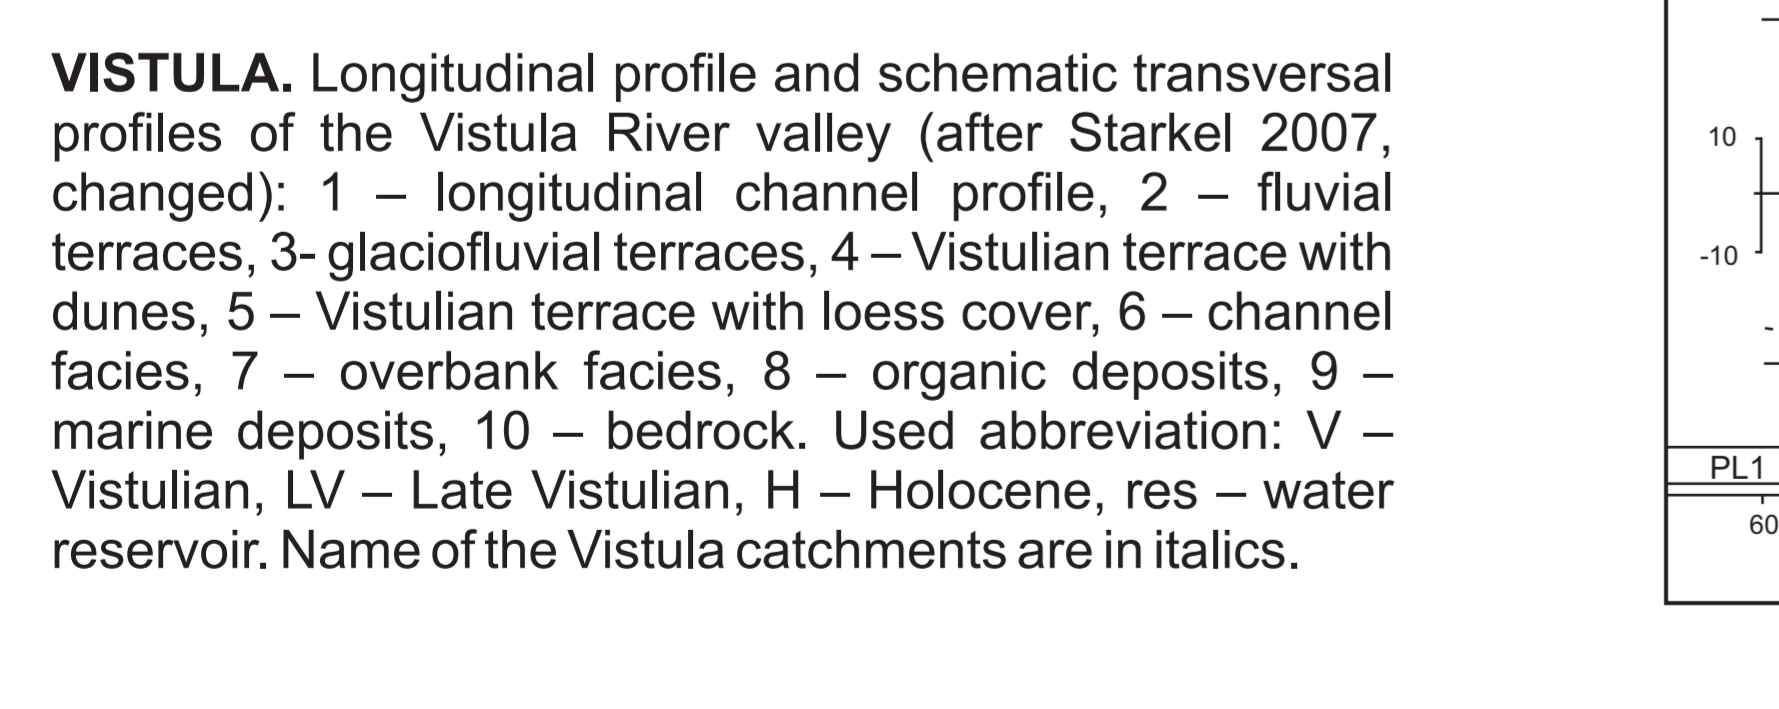 VISTULA. Longitudinal profile and schematic transversal
profiles of the Vistula River valley (after Starkel 2007,
changed): 1 – longitudinal channel profile, 2 – fluvial
terraces, 3- glaciofluvial terraces, 4 – Vistulian terrace with
dunes, 5 – Vistulian terrace with loess cover, 6 – channel
facies, 7 – overbank facies, 8 – organic deposits, 9 –
marine deposits, 10 – bedrock. Used abbreviation: V –
Vistulian, LV – Late Vistulian, H – Holocene, res – water
reservoir. Name of the Vistula catchments are in italics.
10
-10
PL1
60